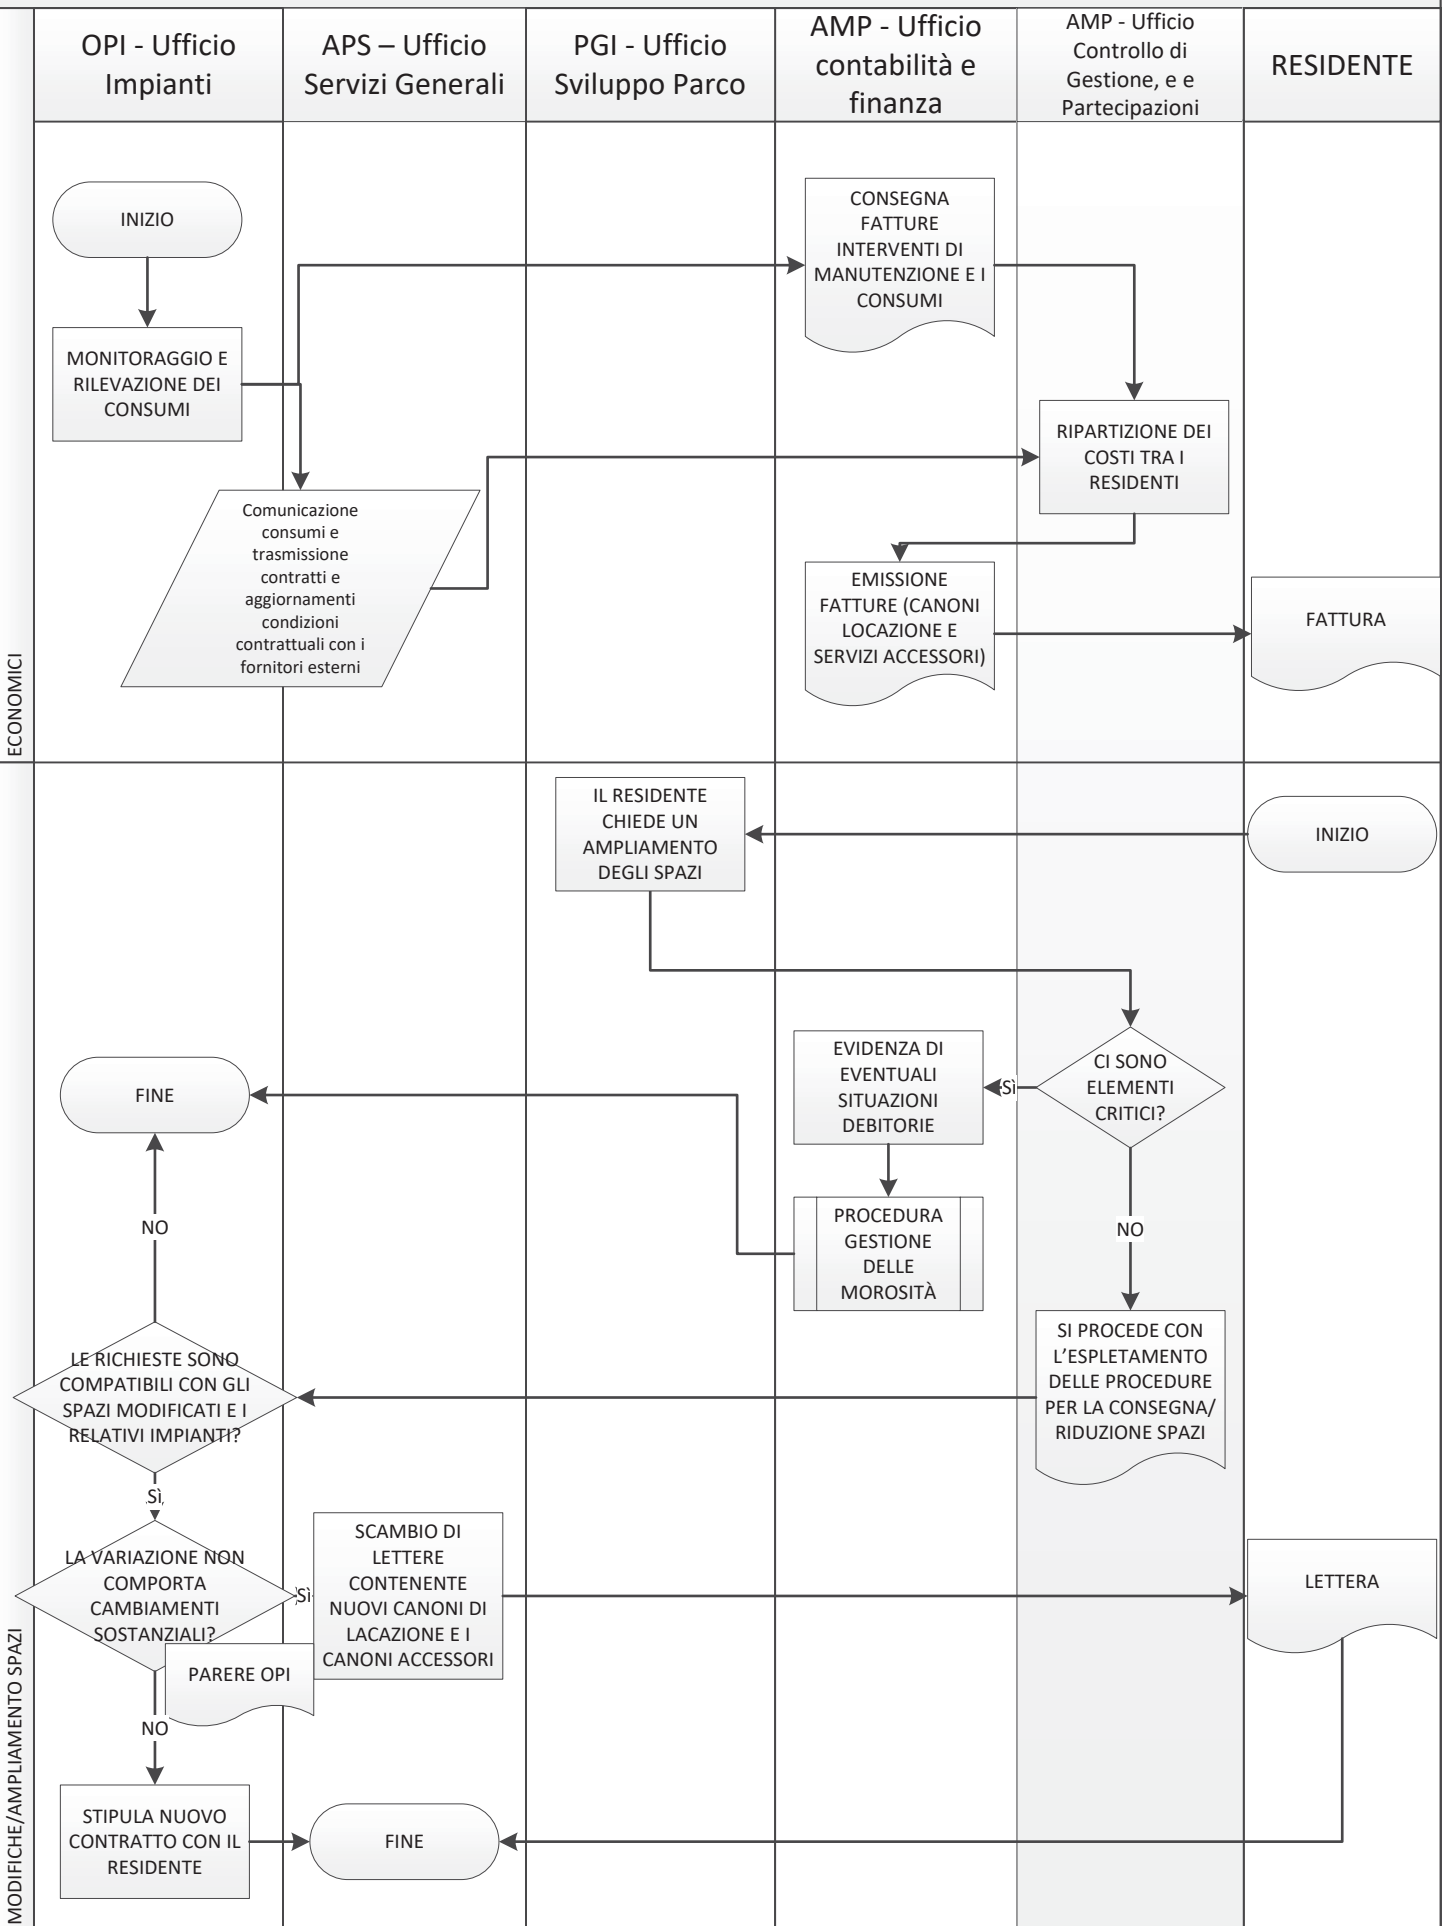 OPI - Ufficio
Impianti
APS – Ufficio
Servizi Generali
PGI - Ufficio
Sviluppo Parco
AMP - Ufficio
contabilità e
finanza
AMP - Ufficio
Controllo di
Gestione, e e
Partecipazioni
RESIDENTE
ECONOMICI
INIZIO
MONITORAGGIO E
RILEVAZIONE DEI
CONSUMI
Comunicazione
consumi e
trasmissione
contratti e
aggiornamenti
condizioni
contrattuali con i
fornitori esterni
CONSEGNA
FATTURE
INTERVENTI DI
MANUTENZIONE E I
CONSUMI
RIPARTIZIONE DEI
COSTI TRA I
RESIDENTI
EMISSIONE
FATTURE (CANONI
LOCAZIONE E
SERVIZI ACCESSORI)
FATTURA
MODIFICHE/AMPLIAMENTO SPAZI
INIZIO
IL RESIDENTE
CHIEDE UN
AMPLIAMENTO
DEGLI SPAZI
CI SONO
ELEMENTI
CRITICI?
Sì
EVIDENZA DI
EVENTUALI
SITUAZIONI
DEBITORIE
PROCEDURA
GESTIONE
DELLE
MOROSITÀ
FINE
NO
NO
SI PROCEDE CON
L'ESPLETAMENTO
DELLE PROCEDURE
PER LA CONSEGNA/
RIDUZIONE SPAZI
LE RICHIESTE SONO
COMPATIBILI CON GLI
SPAZI MODIFICATI E I
RELATIVI IMPIANTI?
Sì
LA VARIAZIONE NON
COMPORTA
CAMBIAMENTI
SOSTANZIALI?
Sì
SCAMBIO DI
LETTERE
CONTENENTE
NUOVI CANONI DI
LACAZIONE E I
CANONI ACCESSORI
LETTERA
PARERE OPI
NO
STIPULA NUOVO
CONTRATTO CON IL
RESIDENTE
FINE